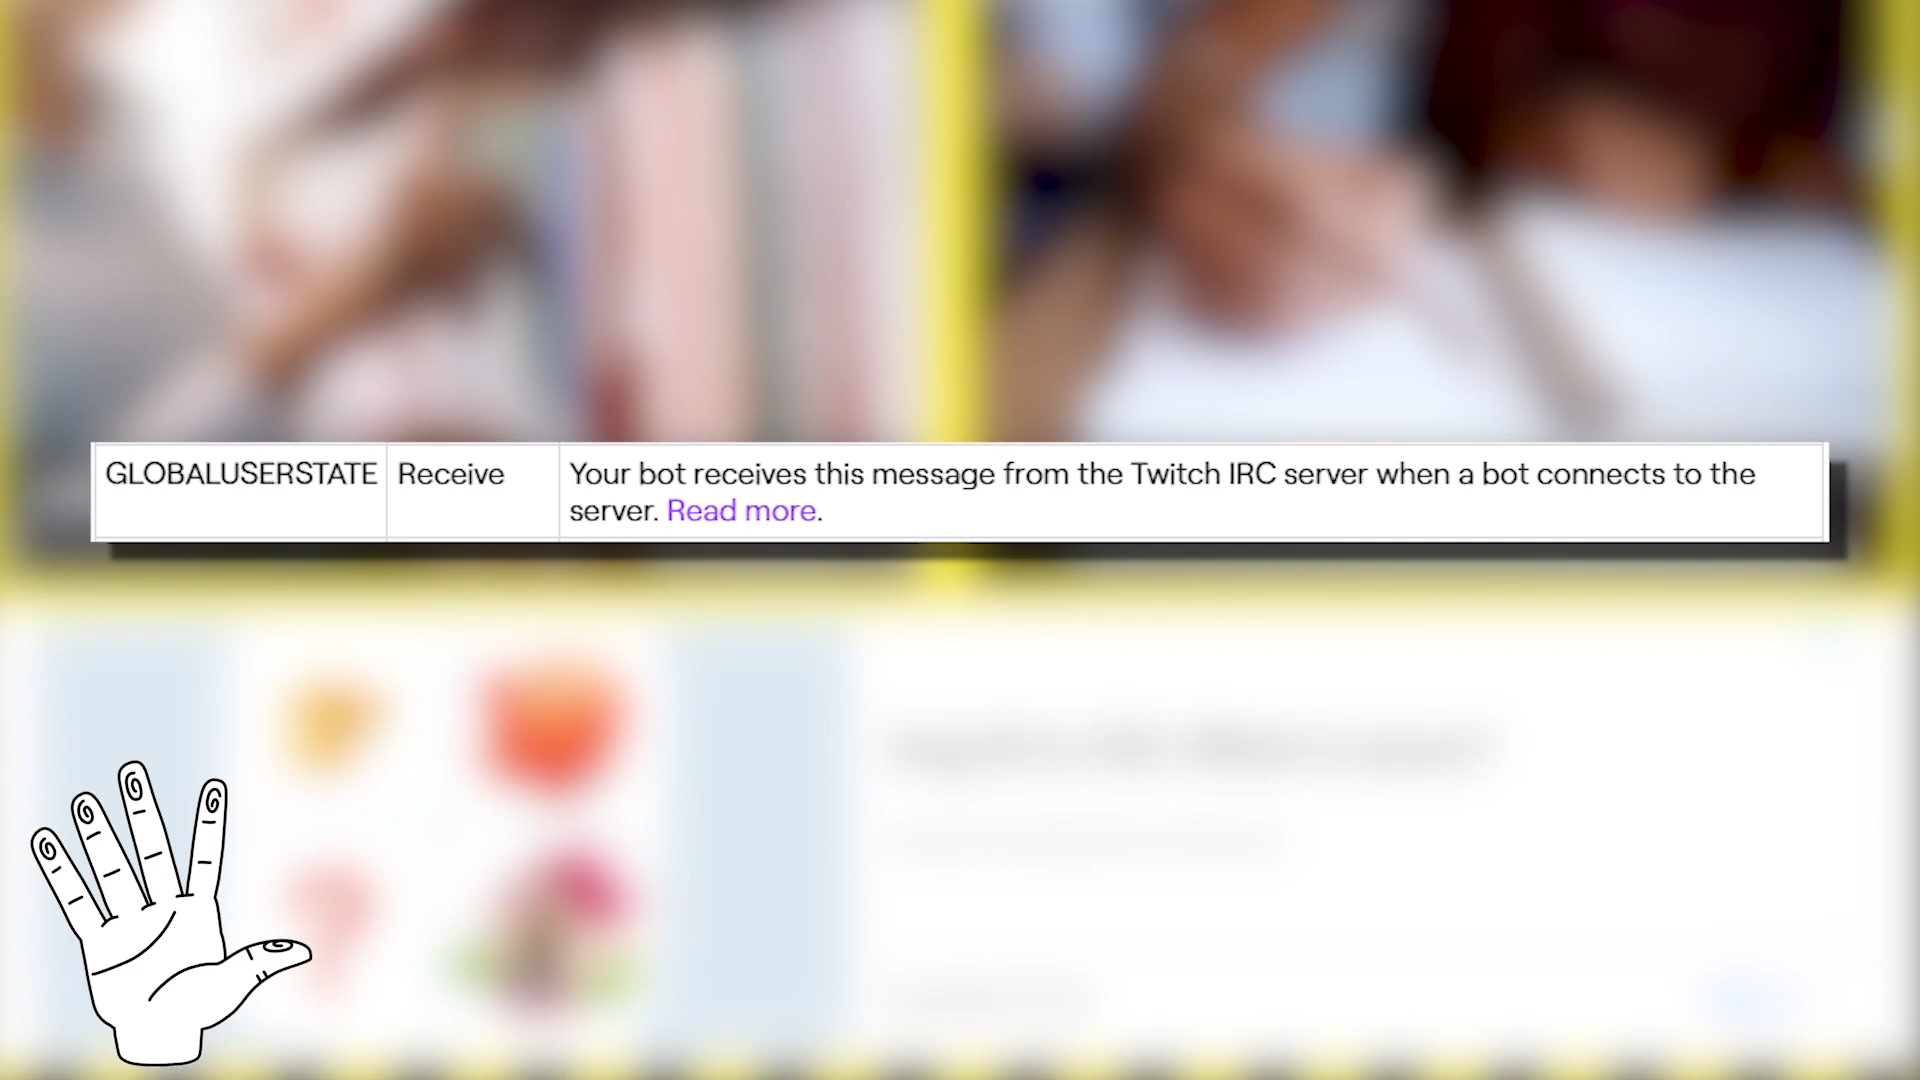 GLOBALUSERSTATE Receive Your bot receives this message from the Twitch IRC server when a bot connects to the
server. Read more.